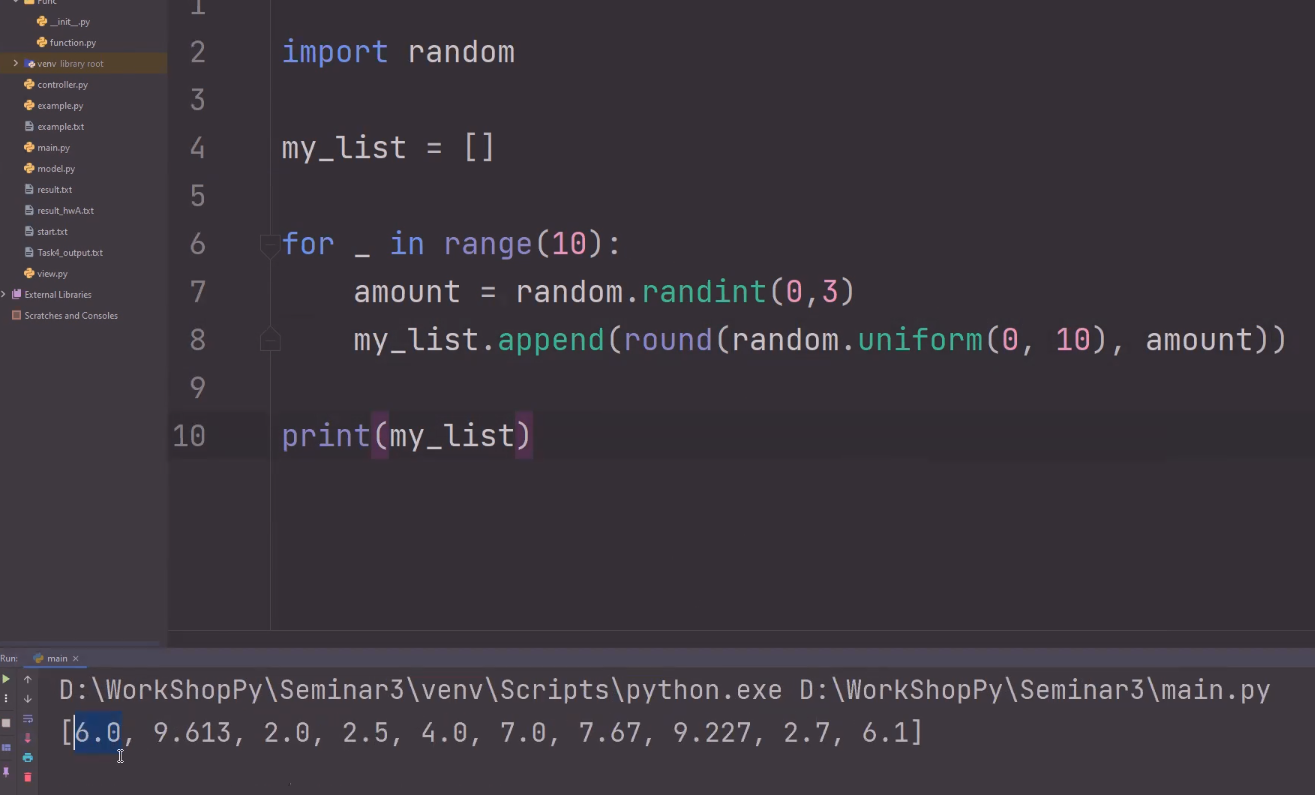 Func
__init__.py
function.py
venv library root
controller.py
example.py
example.txt
main.py
model.py
result.txt
result_hwA.txt
start.txt
Task4_output.txt
view.py
External Libraries
Scratches and Consoles
1
2 import random
3
4 my_list = []
5
6 for _ in range(10):
7 amount = random.randint(0,3)
8 my_list.append(round(random.uniform(0, 10), amount))
9
10 print(my_list)
Run: main ×
D:\WorkShopPy\Seminar3\venv\Scripts\python.exe D:\WorkShopPy\Seminar3\main.py
[6.0, 9.613, 2.0, 2.5, 4.0, 7.0, 7.67, 9.227, 2.7, 6.1]